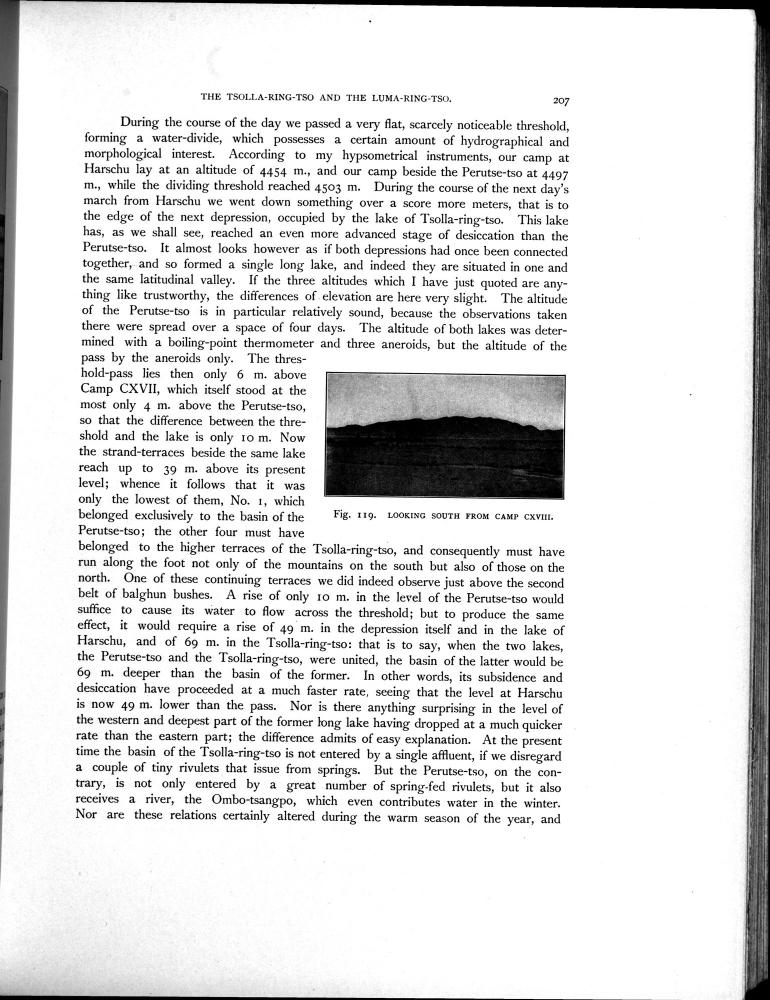 THE TSOLLA-RING-TSO AND THE LUMA-RING-TSO.
207
During the course of the day we passed a very flat, scarcely noticeable threshold,
forming a water-divide, which possesses a certain amount of hydrographical and
morphological interest. According to my hypsometrical instruments, our camp at
Harschu lay at an altitude of 4454 m., and our camp beside the Perutse-tso at 4497
m., while the dividing threshold reached 4503 m. During the course of the next day's
march from Harschu we went down something over a score more meters, that is to
the edge of the next depression, occupied by the lake of Tsolla-ring-tso. This lake
has, as we shall see, reached an even more advanced stage of desiccation than the
Perutse-tso. It almost looks however as if both depressions had once been connected
together, and so formed a single long lake, and indeed they are situated in one and
the same latitudinal valley. If the three altitudes which I have just quoted are any-
thing like trustworthy, the differences of elevation are here very slight. The altitude
of the Perutse-tso is in particular relatively sound, because the observations taken
there were spread over a space of four days. The altitude of both lakes was deter-
mined with a boiling-point thermometer and three aneroids, but the altitude of the
pass by the aneroids only. The thres-
hold-pass lies then only 6 m. above
Camp CXVII, which itself stood at the
most only 4 m. above the Perutse-tso,
so that the difference between the thre-
shold and the lake is only 10 m. Now
the strand-terraces beside the same lake
reach up to 39 m. above its present
level; whence it follows that it was
only the lowest of them, No. 1, which
belonged exclusively to the basin of the
Perutse-tso; the other four must have
Fig. 119. LOOKING SOUTH FROM CAMP CXVIII.
belonged to the higher terraces of the Tsolla-ring-tso, and consequently must have
run along the foot not only of the mountains on the south but also of those on the
north. One of these continuing terraces we did indeed observe just above the second
belt of balghun bushes. A rise of only 10 m. in the level of the Perutse-tso would
suffice to cause its water to flow across the threshold; but to produce the same
effect, it would require a rise of 49 m. in the depression itself and in the lake of
Harschu, and of 69 m. in the Tsolla-ring-tso: that is to say, when the two lakes,
the Perutse-tso and the Tsolla-ring-tso, were united, the basin of the latter would be
69 m. deeper than the basin of the former. In other words, its subsidence and
desiccation have proceeded at a much faster rate, seeing that the level at Harschu
is now 49 m. lower than the pass. Nor is there anything surprising in the level of
the western and deepest part of the former long lake having dropped at a much quicker
rate than the eastern part; the difference admits of easy explanation. At the present
time the basin of the Tsolla-ring-tso is not entered by a single affluent, if we disregard
a couple of tiny rivulets that issue from springs. But the Perutse-tso, on the con-
trary, is not only entered by a great number of spring-fed rivulets, but it also
receives a river, the Ombo-tsangpo, which even contributes water in the winter.
Nor are these relations certainly altered during the warm season of the year, and